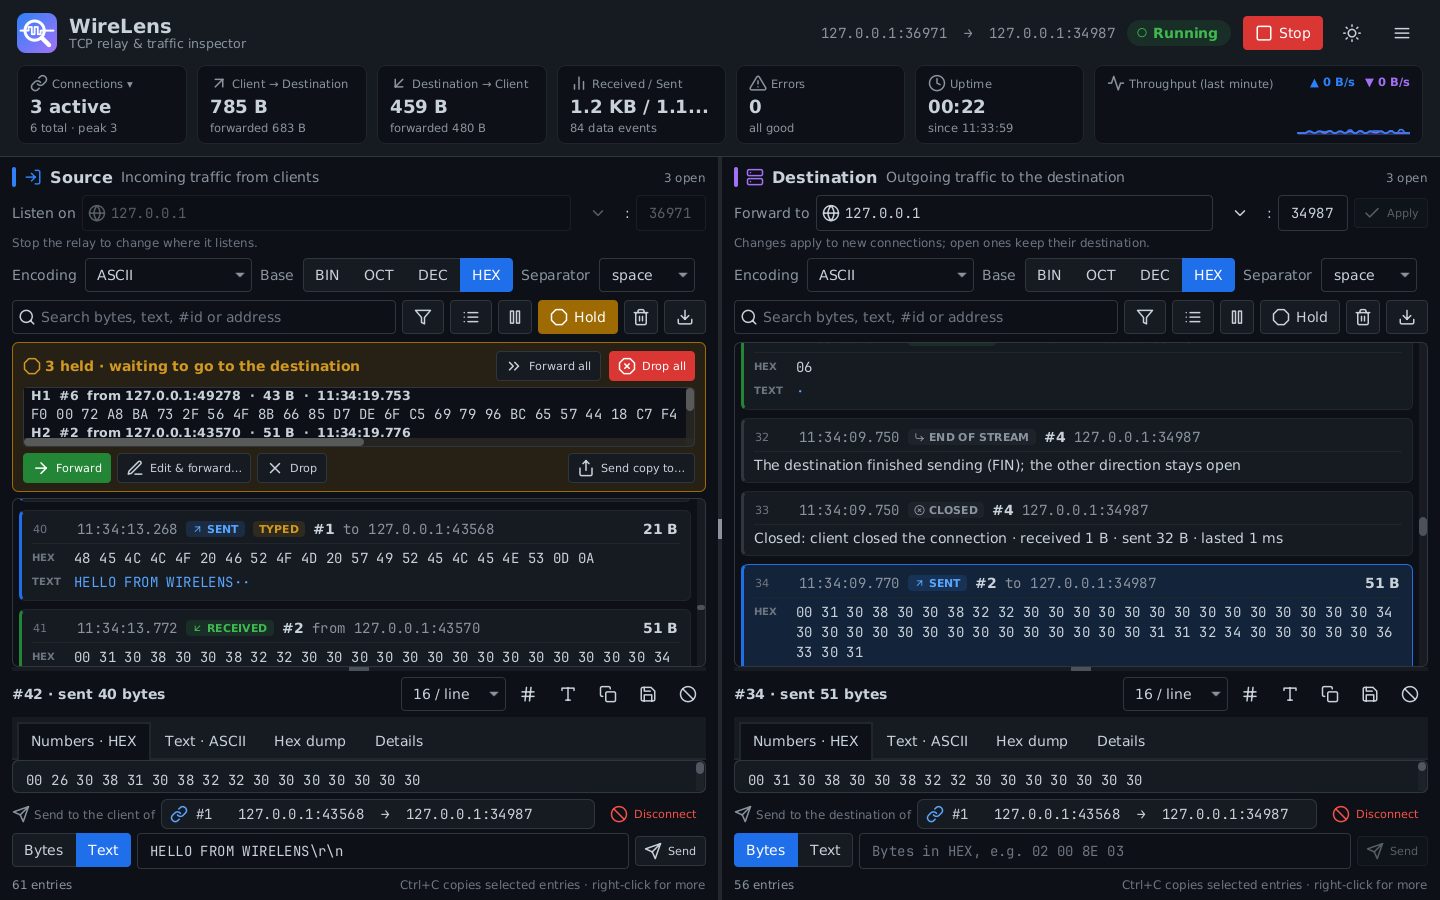 WireLens
TCP relay & traffic inspector
127.0.0.1:36971 → 127.0.0.1:34987
Running
Stop
Connections ▾
3 active
6 total · peak 3
Client → Destination
785 B
forwarded 683 B
Destination → Client
459 B
forwarded 480 B
Received / Sent
1.2 KB / 1.1...
84 data events
Errors
0
all good
Uptime
00:22
since 11:33:59
Throughput (last minute)
▲ 0 B/s ▼ 0 B/s
Source Incoming traffic from clients
3 open
Listen on 127.0.0.1 : 36971
Stop the relay to change where it listens.
Encoding ASCII Base BIN OCT DEC HEX Separator space
Search bytes, text, #id or address
Hold
3 held · waiting to go to the destination
Forward all
Drop all
H1 #6 from 127.0.0.1:49278 · 43 B · 11:34:19.753
F0 00 72 A8 BA 73 2F 56 4F 8B 66 85 D7 DE 6F C5 69 79 96 BC 65 57 44 18 C7 F4
H2 #2 from 127.0.0.1:43570 · 51 B · 11:34:19.776
Forward
Edit & forward...
Drop
Send copy to...
40 11:34:13.268 SENT TYPED #1 to 127.0.0.1:43568 21 B
HEX 48 45 4C 4C 4F 20 46 52 4F 4D 20 57 49 52 45 4C 45 4E 53 0D 0A
TEXT HELLO FROM WIRELENS··
41 11:34:13.772 RECEIVED #2 from 127.0.0.1:43570 51 B
HEX 00 31 30 38 30 30 38 32 32 30 30 30 30 30 30 30 30 30 30 30 30 30 30 34
#42 · sent 40 bytes
16 / line
Numbers · HEX
Text · ASCII
Hex dump
Details
00 26 30 38 31 30 38 32 32 30 30 30 30 30 30 30
Send to the client of #1 127.0.0.1:43568 → 127.0.0.1:34987
Disconnect
Bytes Text HELLO FROM WIRELENS\r\n
Send
61 entries
Ctrl+C copies selected entries · right-click for more
Destination Outgoing traffic to the destination
3 open
Forward to 127.0.0.1 : 34987
Apply
Changes apply to new connections; open ones keep their destination.
Encoding ASCII Base BIN OCT DEC HEX Separator space
Search bytes, text, #id or address
Hold
HEX 06
TEXT ·
32 11:34:09.750 END OF STREAM #4 127.0.0.1:34987
The destination finished sending (FIN); the other direction stays open
33 11:34:09.750 CLOSED #4 127.0.0.1:34987
Closed: client closed the connection · received 1 B · sent 32 B · lasted 1 ms
34 11:34:09.770 SENT #2 to 127.0.0.1:34987 51 B
HEX 00 31 30 38 30 30 38 32 32 30 30 30 30 30 30 30 30 30 30 30 30 30 30 34
30 30 30 30 30 30 30 30 30 30 30 30 30 30 31 31 32 34 30 30 30 30 30 36
33 30 31
#34 · sent 51 bytes
16 / line
Numbers · HEX
Text · ASCII
Hex dump
Details
00 31 30 38 30 30 38 32 32 30 30 30 30 30 30 30
Send to the destination of #1 127.0.0.1:43568 → 127.0.0.1:34987
Disconnect
Bytes Text Bytes in HEX, e.g. 02 00 8E 03
Send
56 entries
Ctrl+C copies selected entries · right-click for more